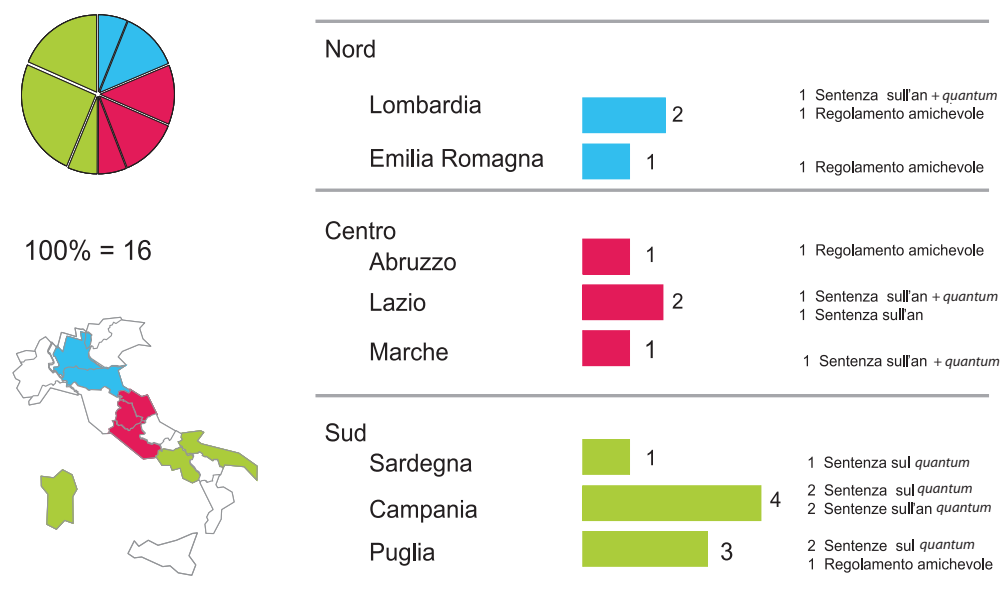 Nord
Lombardia
2
1 Sentenza sull'an + quantum
1 Regolamento amichevole
Emilia Romagna
1
1 Regolamento amichevole
100% = 16
Centro
Abruzzo
1
1 Regolamento amichevole
Lazio
2
1 Sentenza sull'an + quantum
1 Sentenza sull'an
Marche
1
1 Sentenza sull'an + quantum
Sud
Sardegna
1
1 Sentenza sul quantum
Campania
4
2 Sentenza sul quantum
2 Sentenze sull'an quantum
Puglia
3
2 Sentenze sul quantum
1 Regolamento amichevole